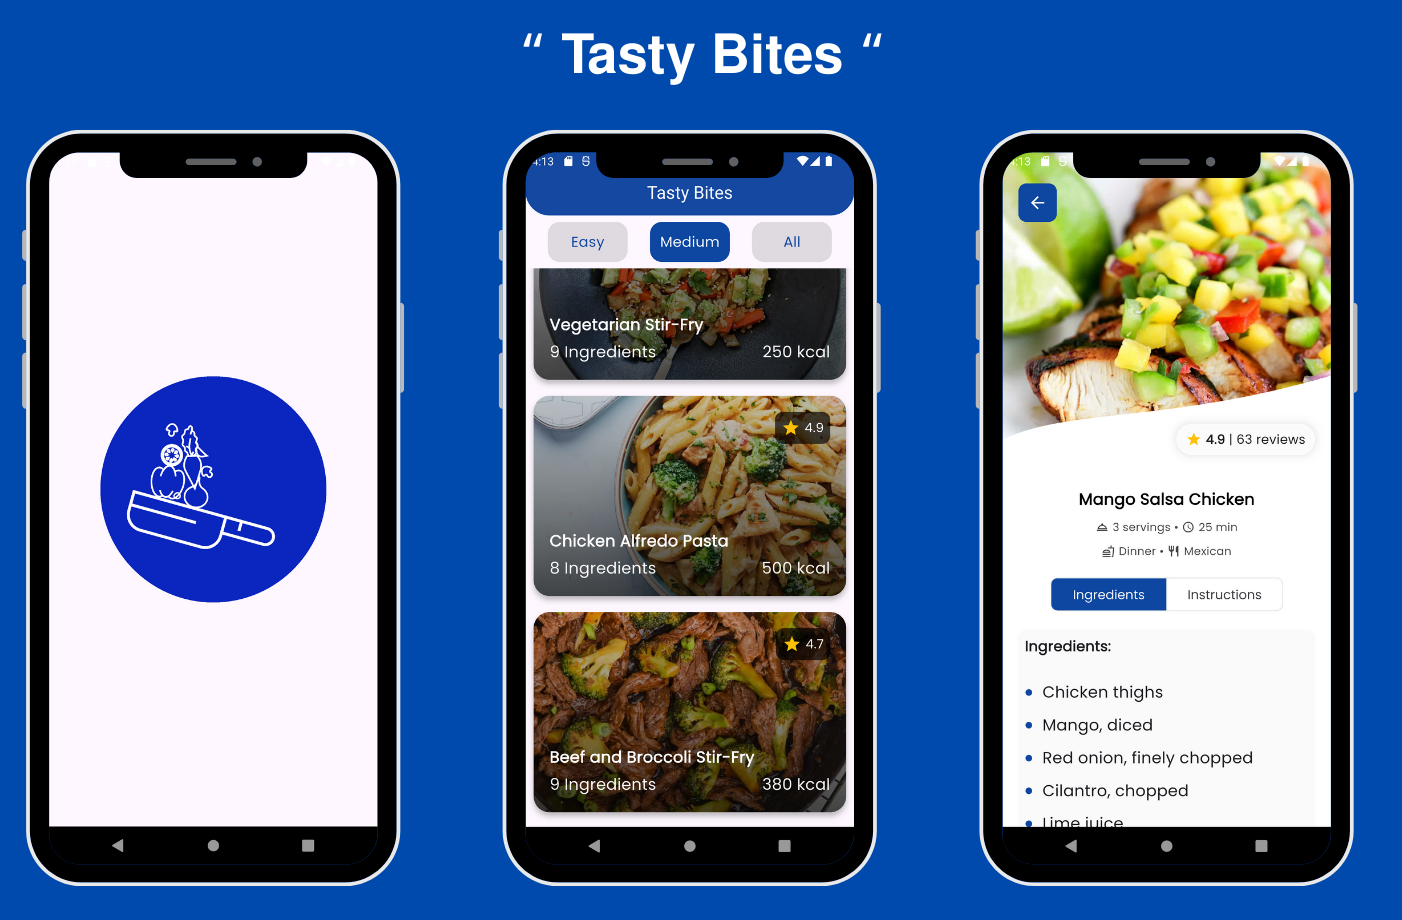 “ Tasty Bites “
4:13
Tasty Bites
Easy Medium All
Vegetarian Stir-Fry
9 Ingredients 250 kcal
4.9
Chicken Alfredo Pasta
8 Ingredients 500 kcal
4.7
Beef and Broccoli Stir-Fry
9 Ingredients 380 kcal
4:13
4.9 | 63 reviews
Mango Salsa Chicken
3 servings • 25 min
Dinner • Mexican
Ingredients Instructions
Ingredients:
• Chicken thighs
• Mango, diced
• Red onion, finely chopped
• Cilantro, chopped
• Lime juice